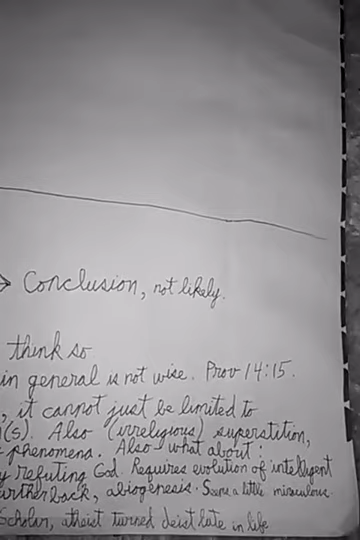 Conclusion, not likely.
think so
in general is not wise. Prov 14:15.
, it cannot just be limited to
(s). Also (irreligious) superstition,
phenomena. Also what about:
y refuting God. Requires evolution of intelligent
further back, abiogenesis. Seems a little miraculous.
Scholar, atheist turned deist late in life